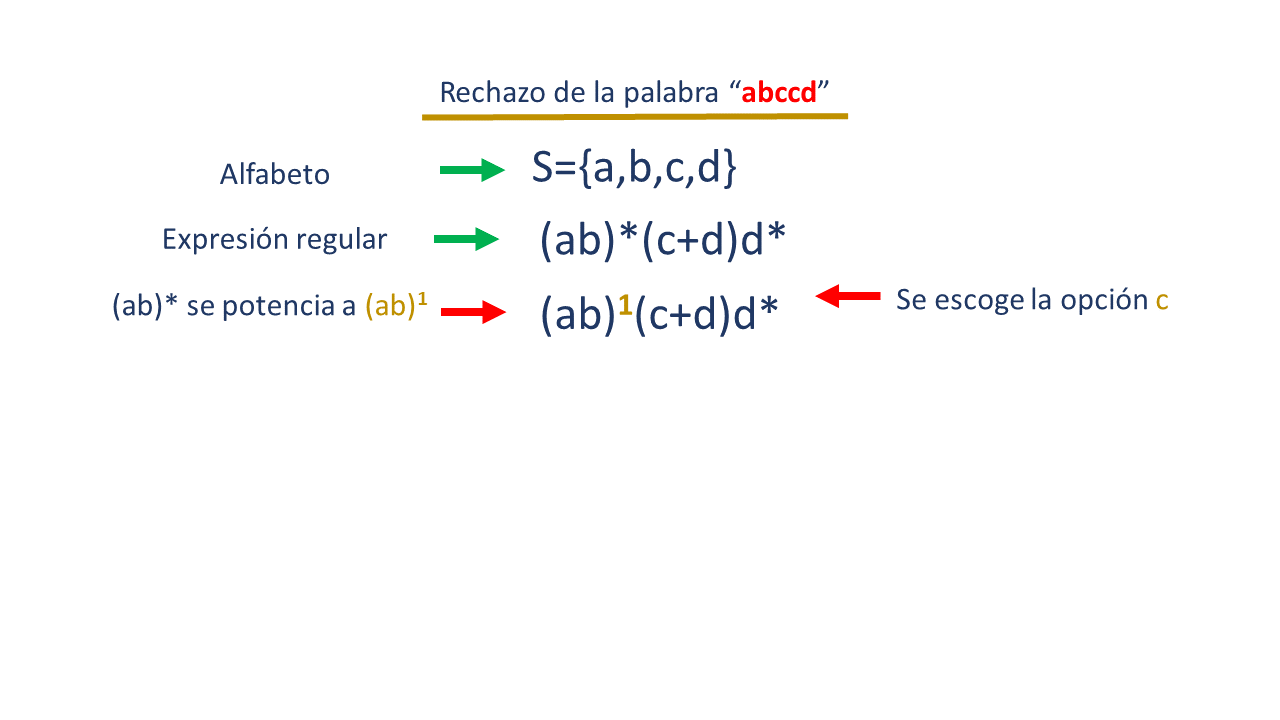 Rechazo de la palabra “abccd”
Alfabeto S={a,b,c,d}
Expresión regular (ab)*(c+d)d*
(ab)* se potencia a (ab)¹ (ab)¹(c+d)d* Se escoge la opción c